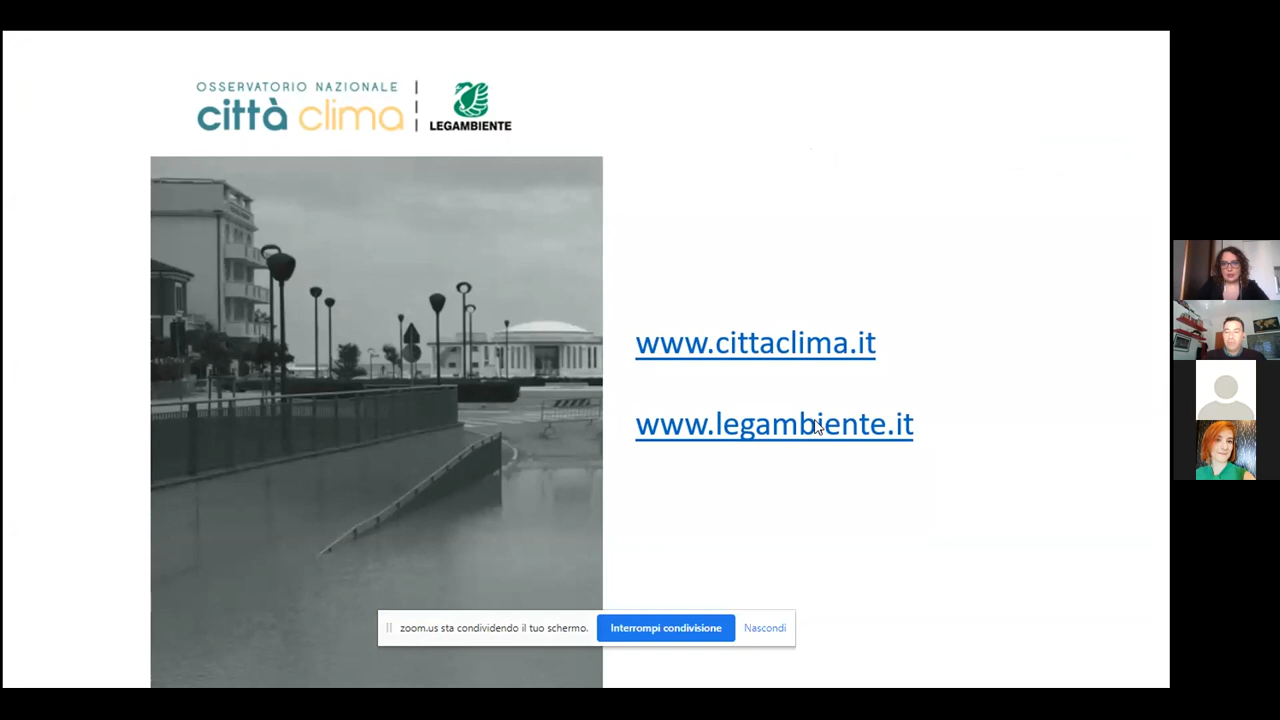 OSSERVATORIO NAZIONALE
città clima
LEGAMBIENTE
www.cittaclima.it
www.legambiente.it
zoom.us sta condividendo il tuo schermo.
Interrompi condivisione
Nascondi